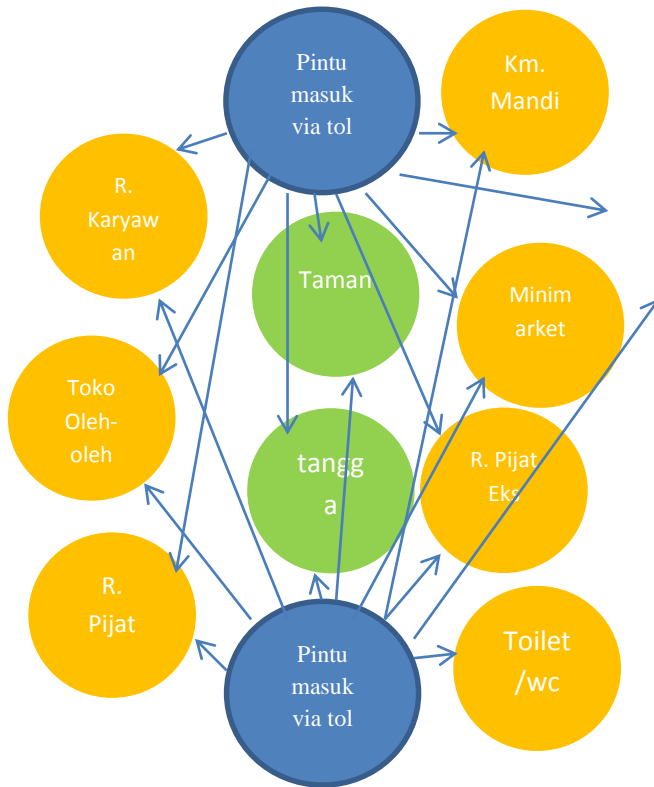 Pintu
masuk
via tol
Km.
Mandi
R.
Karyaw
an
Taman
Minim
arket
Toko
Oleh-
oleh
tangg
a
R. Pijat
Eks
R.
Pijat
Pintu
masuk
via tol
Toilet
/wc